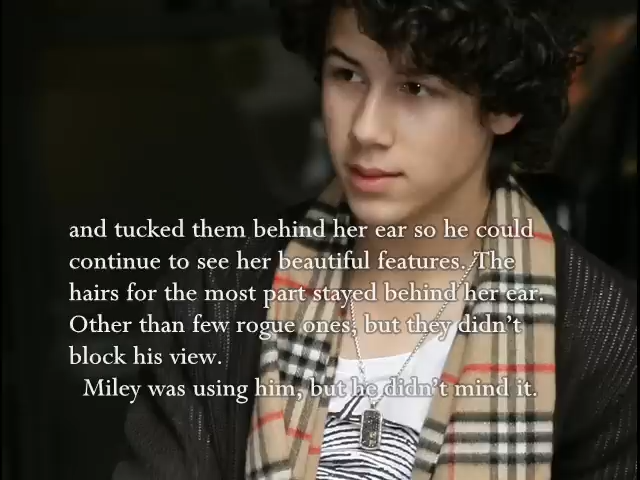 and tucked them behind her ear so he could
continue to see her beautiful features. The
hairs for the most part stayed behind her ear.
Other than few rogue ones, but they didn't
block his view.
Miley was using him, but he didn't mind it.